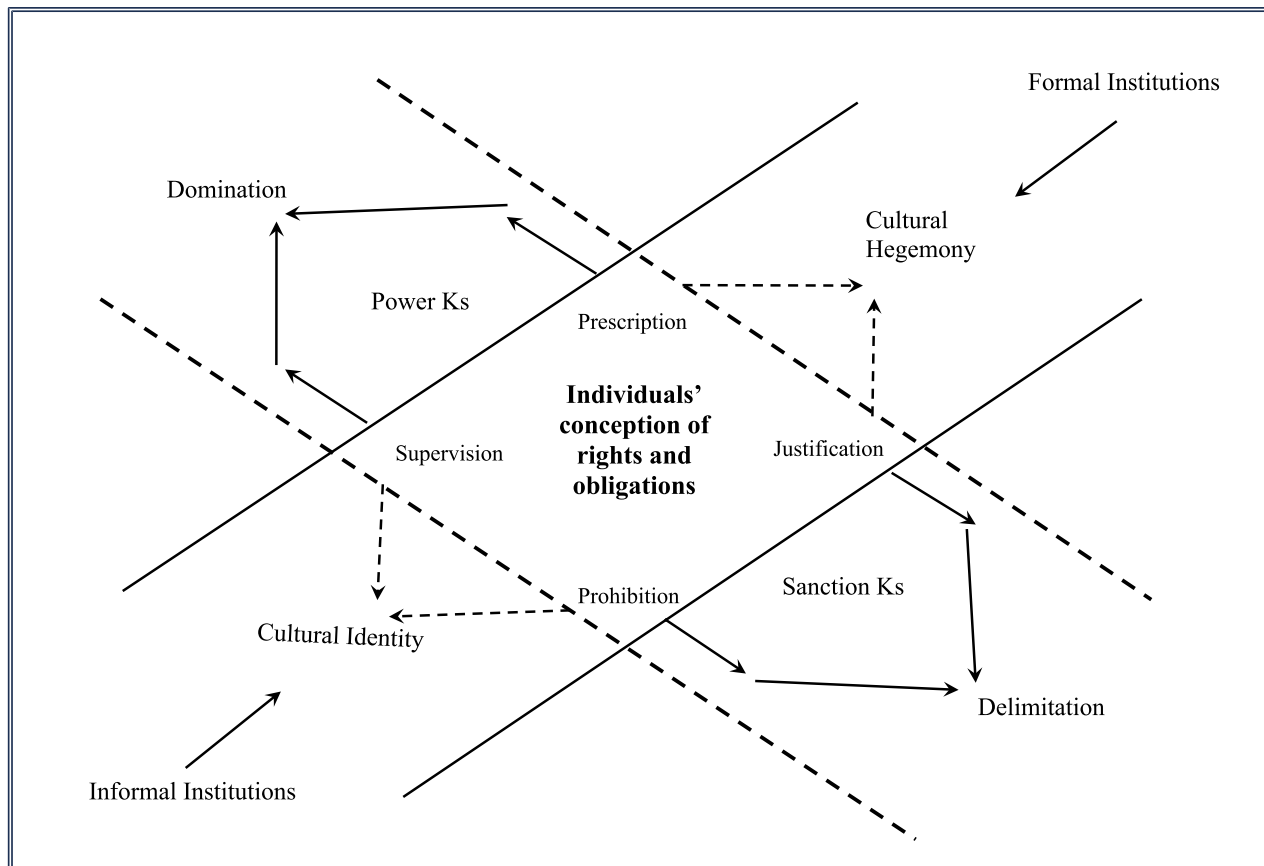 Formal Institutions
Domination
Cultural
Hegemony
Power Ks
Prescription
Individuals’
conception of
rights and
obligations
Supervision
Justification
Sanction Ks
Prohibition
Cultural Identity
Delimitation
Informal Institutions